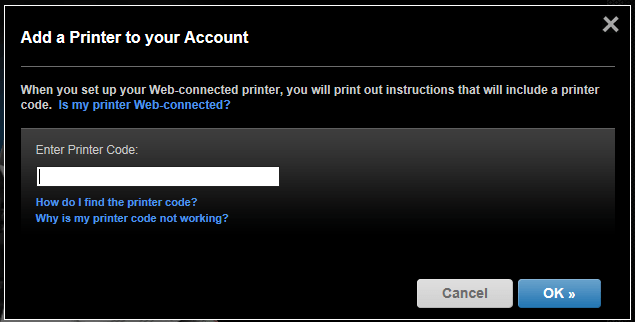 Add a Printer to your Account
When you set up your Web-connected printer, you will print out instructions that will include a printer
code. Is my printer Web-connected?
Enter Printer Code:
How do I find the printer code?
Why is my printer code not working?
Cancel
OK »